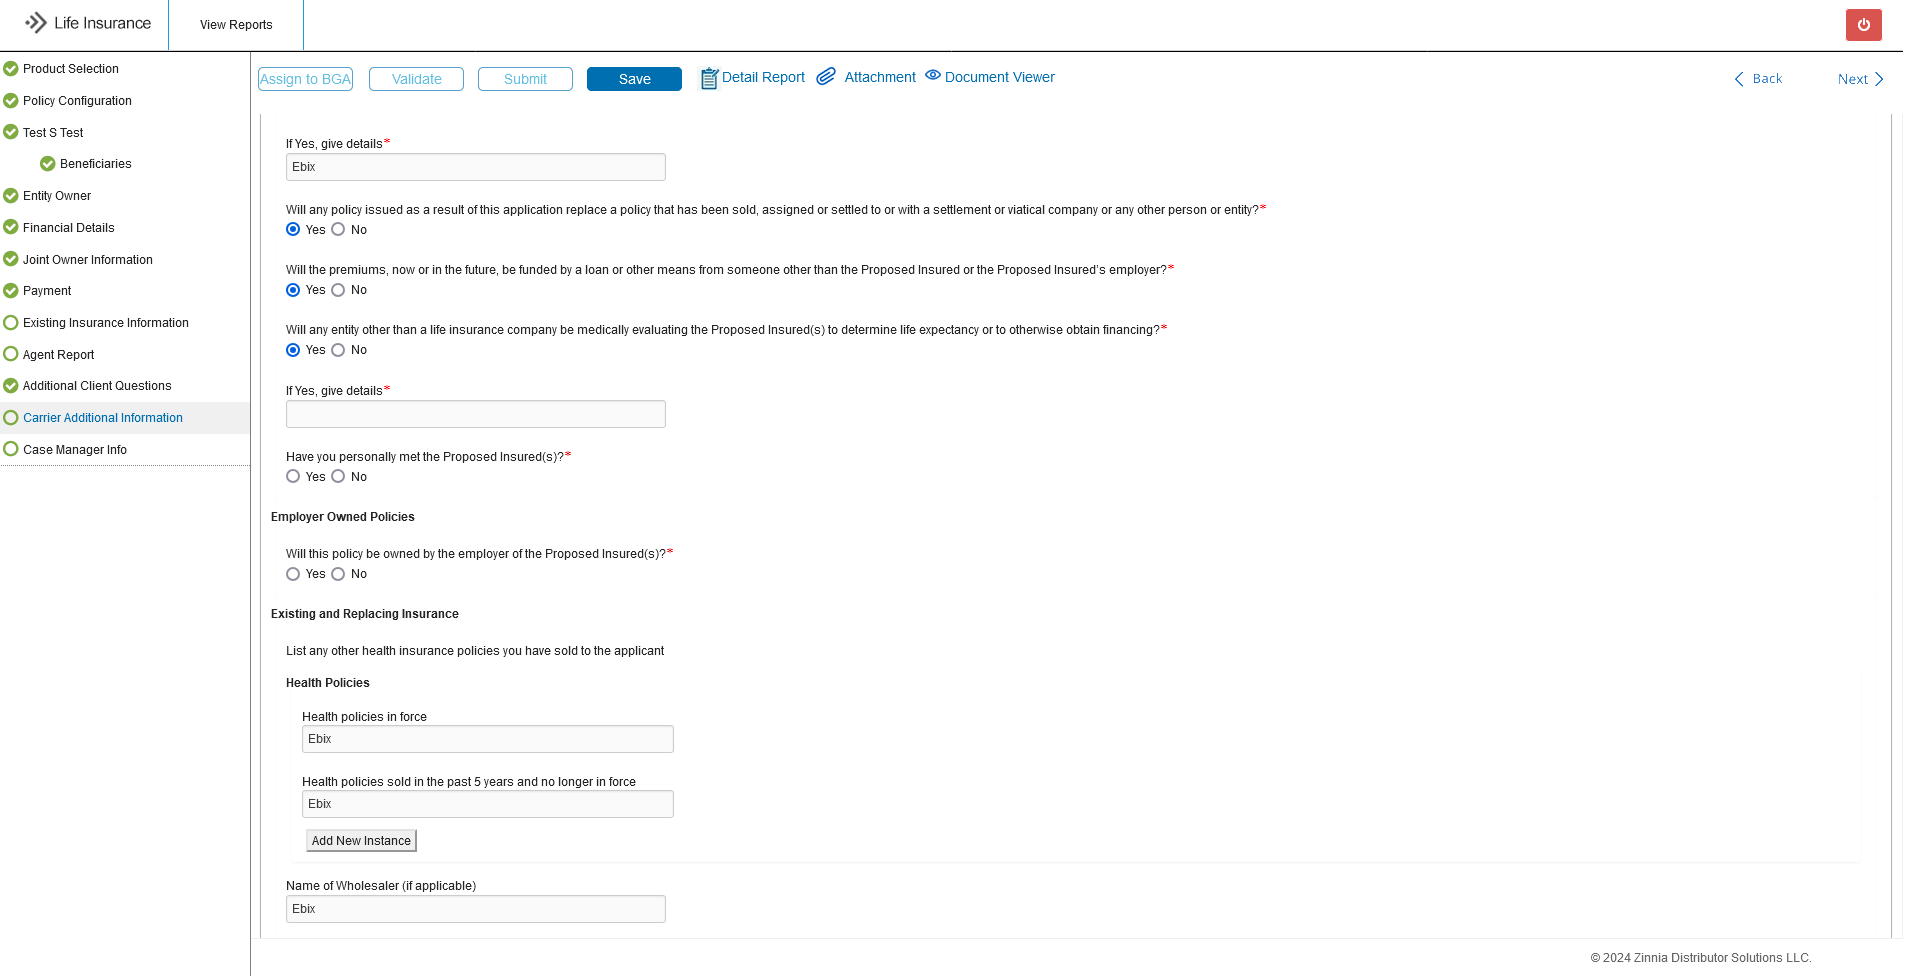 Life Insurance
View Reports
Product Selection
Policy Configuration
Test S Test
Beneficiaries
Entity Owner
Financial Details
Joint Owner Information
Payment
Existing Insurance Information
Agent Report
Additional Client Questions
Carrier Additional Information
Case Manager Info
Assign to BGA Validate Submit Save Detail Report Attachment Document Viewer Back Next
If Yes, give details*
Ebix
Will any policy issued as a result of this application replace a policy that has been sold, assigned or settled to or with a settlement or viatical company or any other person or entity?*
Yes No
Will the premiums, now or in the future, be funded by a loan or other means from someone other than the Proposed Insured or the Proposed Insured's employer?*
Yes No
Will any entity other than a life insurance company be medically evaluating the Proposed Insured(s) to determine life expectancy or to otherwise obtain financing?*
Yes No
If Yes, give details*
Have you personally met the Proposed Insured(s)?*
Yes No
Employer Owned Policies
Will this policy be owned by the employer of the Proposed Insured(s)?*
Yes No
Existing and Replacing Insurance
List any other health insurance policies you have sold to the applicant
Health Policies
Health policies in force
Ebix
Health policies sold in the past 5 years and no longer in force
Ebix
Add New Instance
Name of Wholesaler (if applicable)
Ebix
© 2024 Zinnia Distributor Solutions LLC.